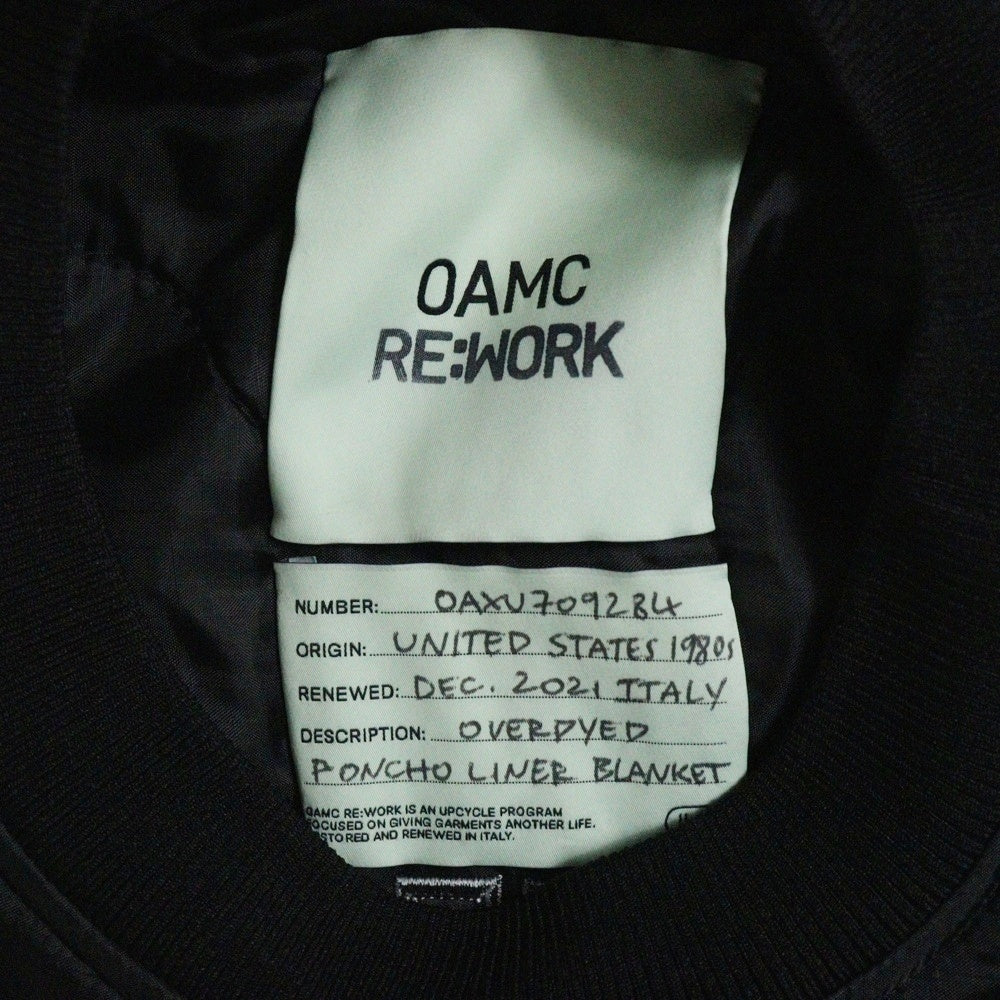 OAMC
RE:WORK
NUMBER: OAXU709284
ORIGIN: UNITED STATES 1980s
RENEWED: DEC. 2021 ITALY
DESCRIPTION: OVERDYED
PONCHO LINER BLANKET
OAMC RE:WORK IS AN UPCYCLE PROGRAM
FOCUSED ON GIVING GARMENTS ANOTHER LIFE.
RESTORED AND RENEWED IN ITALY.